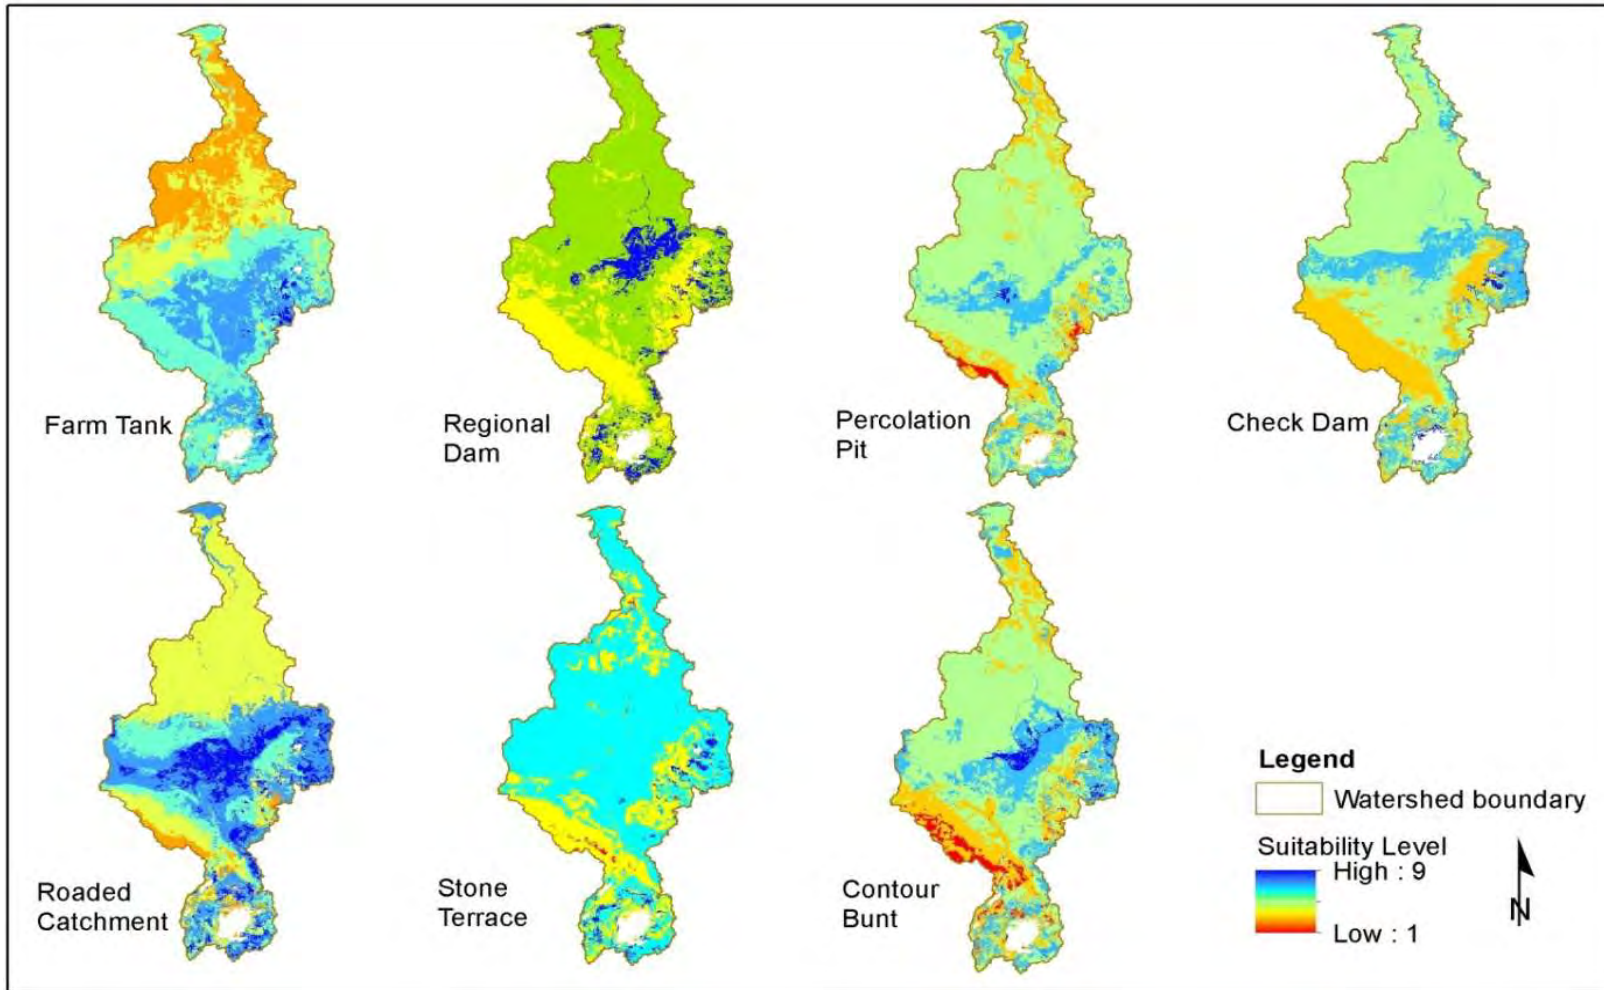 Farm Tank
Regional
Dam
Percolation
Pit
Check Dam
Roaded
Catchment
Stone
Terrace
Contour
Bunt
Legend
Watershed boundary
Suitability Level
High : 9
Low : 1
N